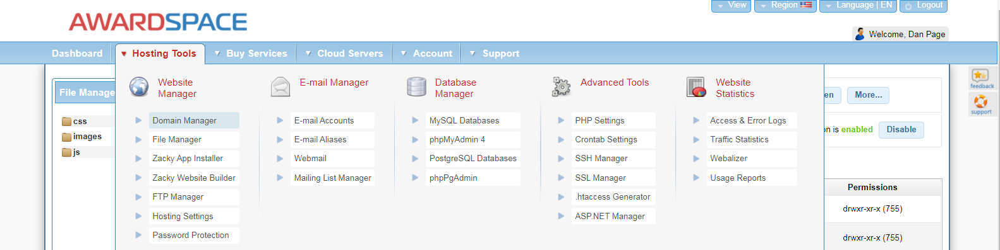 View
Region
Language | EN
Logout
AWARDSPACE
Welcome, Dan Page
Dashboard
Hosting Tools
Buy Services
Cloud Servers
Account
Support
Website
Manager
Domain Manager
File Manager
Zacky App Installer
Zacky Website Builder
FTP Manager
Hosting Settings
Password Protection
E-mail Manager
E-mail Accounts
E-mail Aliases
Webmail
Mailing List Manager
Database
Manager
MySQL Databases
phpMyAdmin 4
PostgreSQL Databases
phpPgAdmin
Advanced Tools
PHP Settings
Crontab Settings
SSH Manager
SSL Manager
.htaccess Generator
ASP.NET Manager
Website
Statistics
Access & Error Logs
Traffic Statistics
Webalizer
Usage Reports
File Manage
css
images
js
en
More...
on is enabled
Disable
Permissions
drwxr-xr-x (755)
drwxr-xr-x (755)
feedback
support